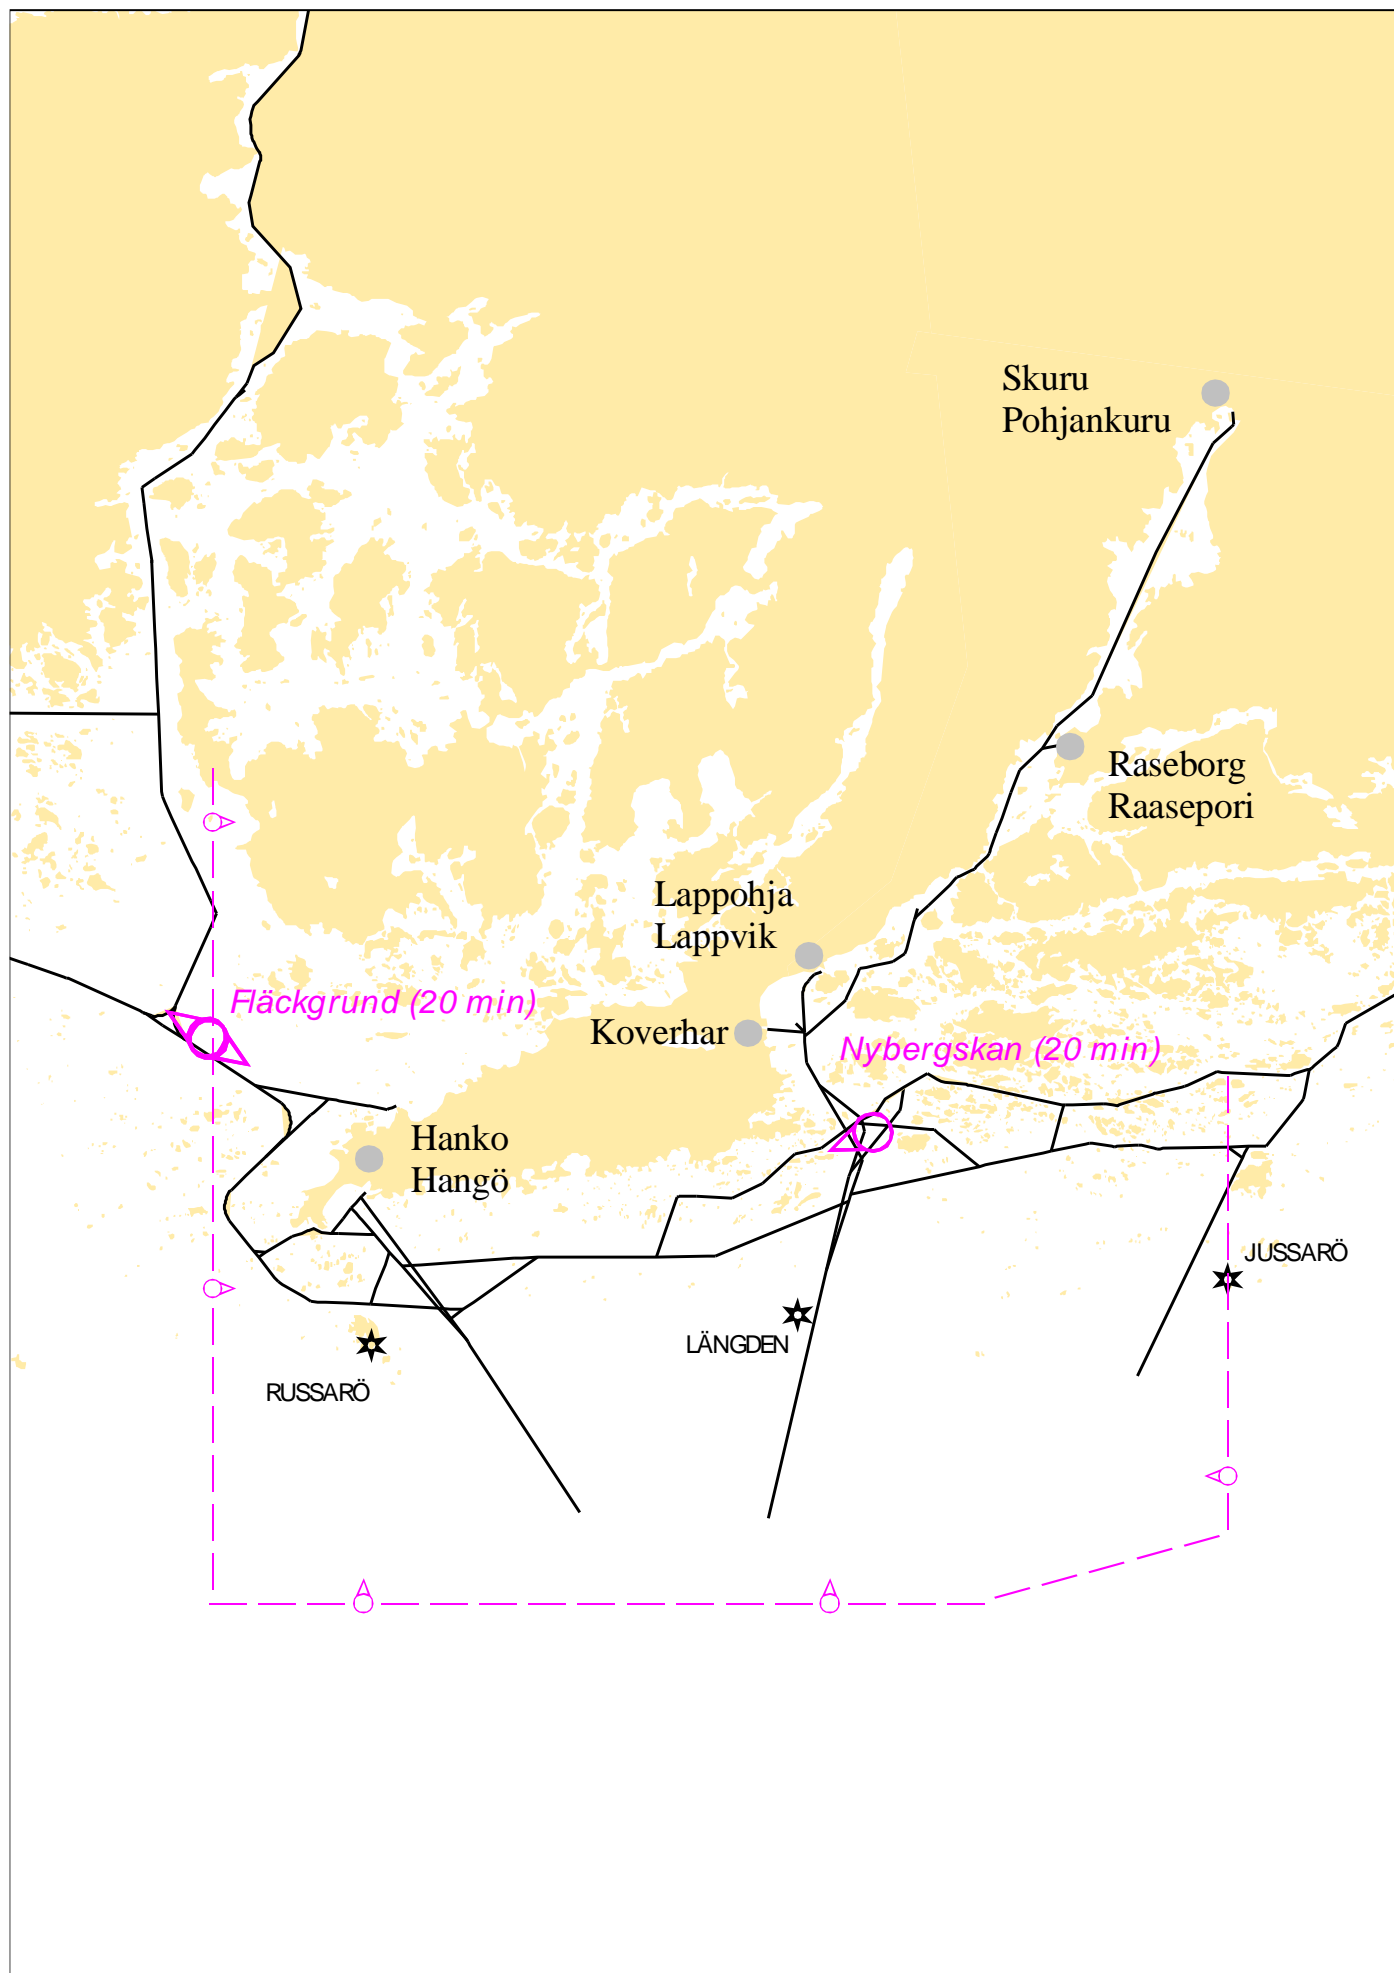 Skuru
Pohjankuru
Raseborg
Raasepori
Lappohja
Lappvik
Fläckgrund (20 min)
Koverhar
Nybergskan (20 min)
Hanko
Hangö
JUSSARÖ
LÄNGDEN
RUSSARÖ